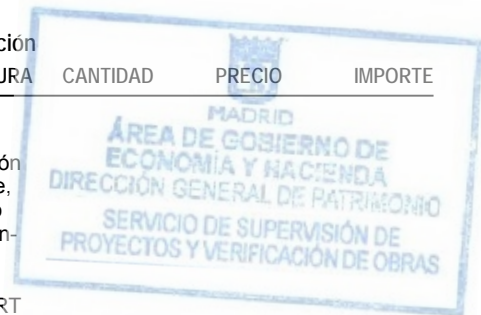 ción
URA CANTIDAD PRECIO IMPORTE
MADRID
ÁREA DE GOBIERNO DE
ECONOMÍA Y HACIENDA
DIRECCIÓN GENERAL DE PATRIMONIO
SERVICIO DE SUPERVISIÓN DE
PROYECTOS Y VERIFICACIÓN DE OBRAS
ón
e,
o
n-
RT